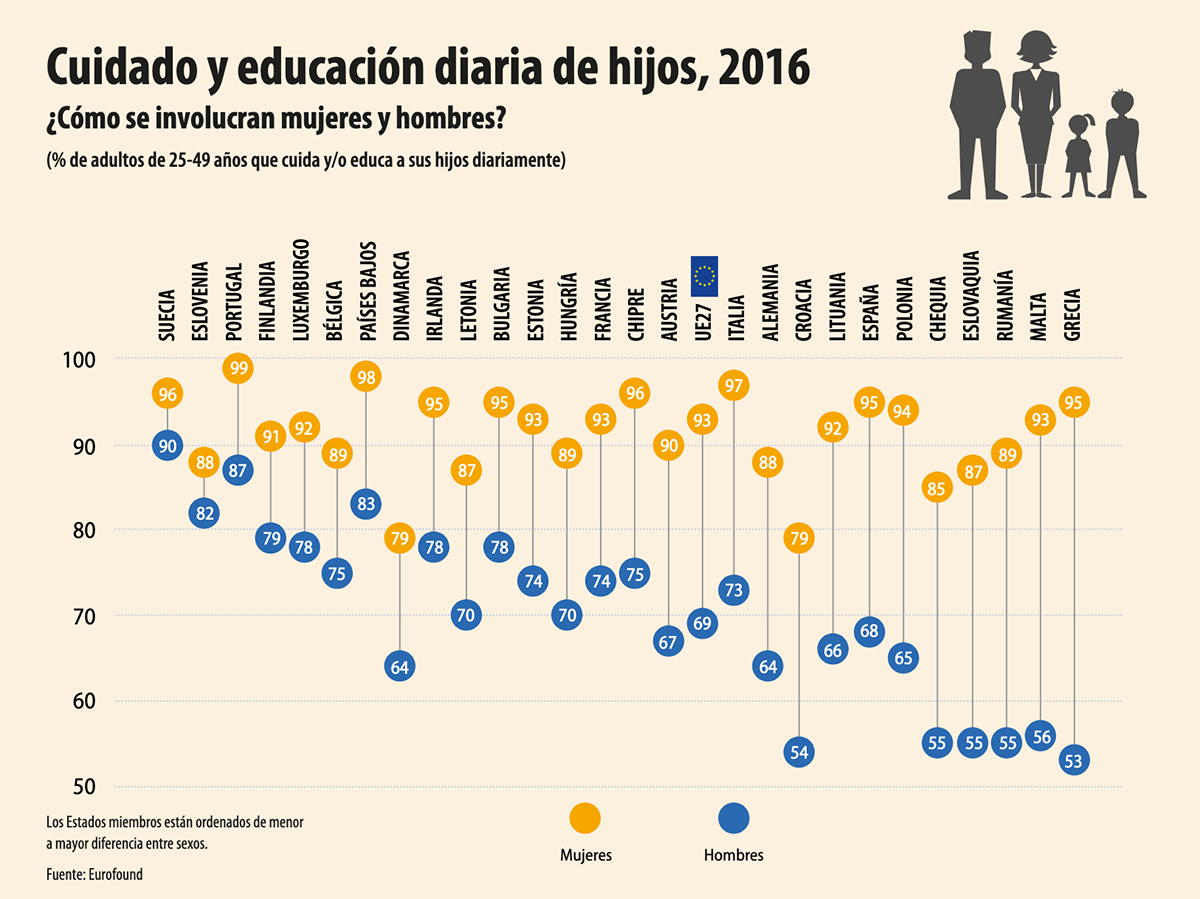 Cuidado y educación diaria de hijos, 2016
¿Cómo se involucran mujeres y hombres?
(% de adultos de 25-49 años que cuida y/o educa a sus hijos diariamente)
SUECIA
ESLOVENIA
PORTUGAL
FINLANDIA
LUXEMBURGO
BÉLGICA
PAÍSES BAJOS
DINAMARCA
IRLANDA
LETONIA
BULGARIA
ESTONIA
HUNGRÍA
FRANCIA
CHIPRE
AUSTRIA
UE27
ITALIA
ALEMANIA
CROACIA
LITUANIA
ESPAÑA
POLONIA
CHEQUIA
ESLOVAQUIA
RUMANÍA
MALTA
GRECIA
100
90
80
70
60
50
96
88
99
91
92
89
98
79
95
87
95
93
89
93
96
90
93
97
88
79
92
95
94
85
87
89
93
95
90
82
87
79
78
75
83
64
78
70
78
74
70
74
75
67
69
73
64
54
66
68
65
55
55
55
56
53
Los Estados miembros están ordenados de menor
a mayor diferencia entre sexos.
Fuente: Eurofound
Mujeres
Hombres